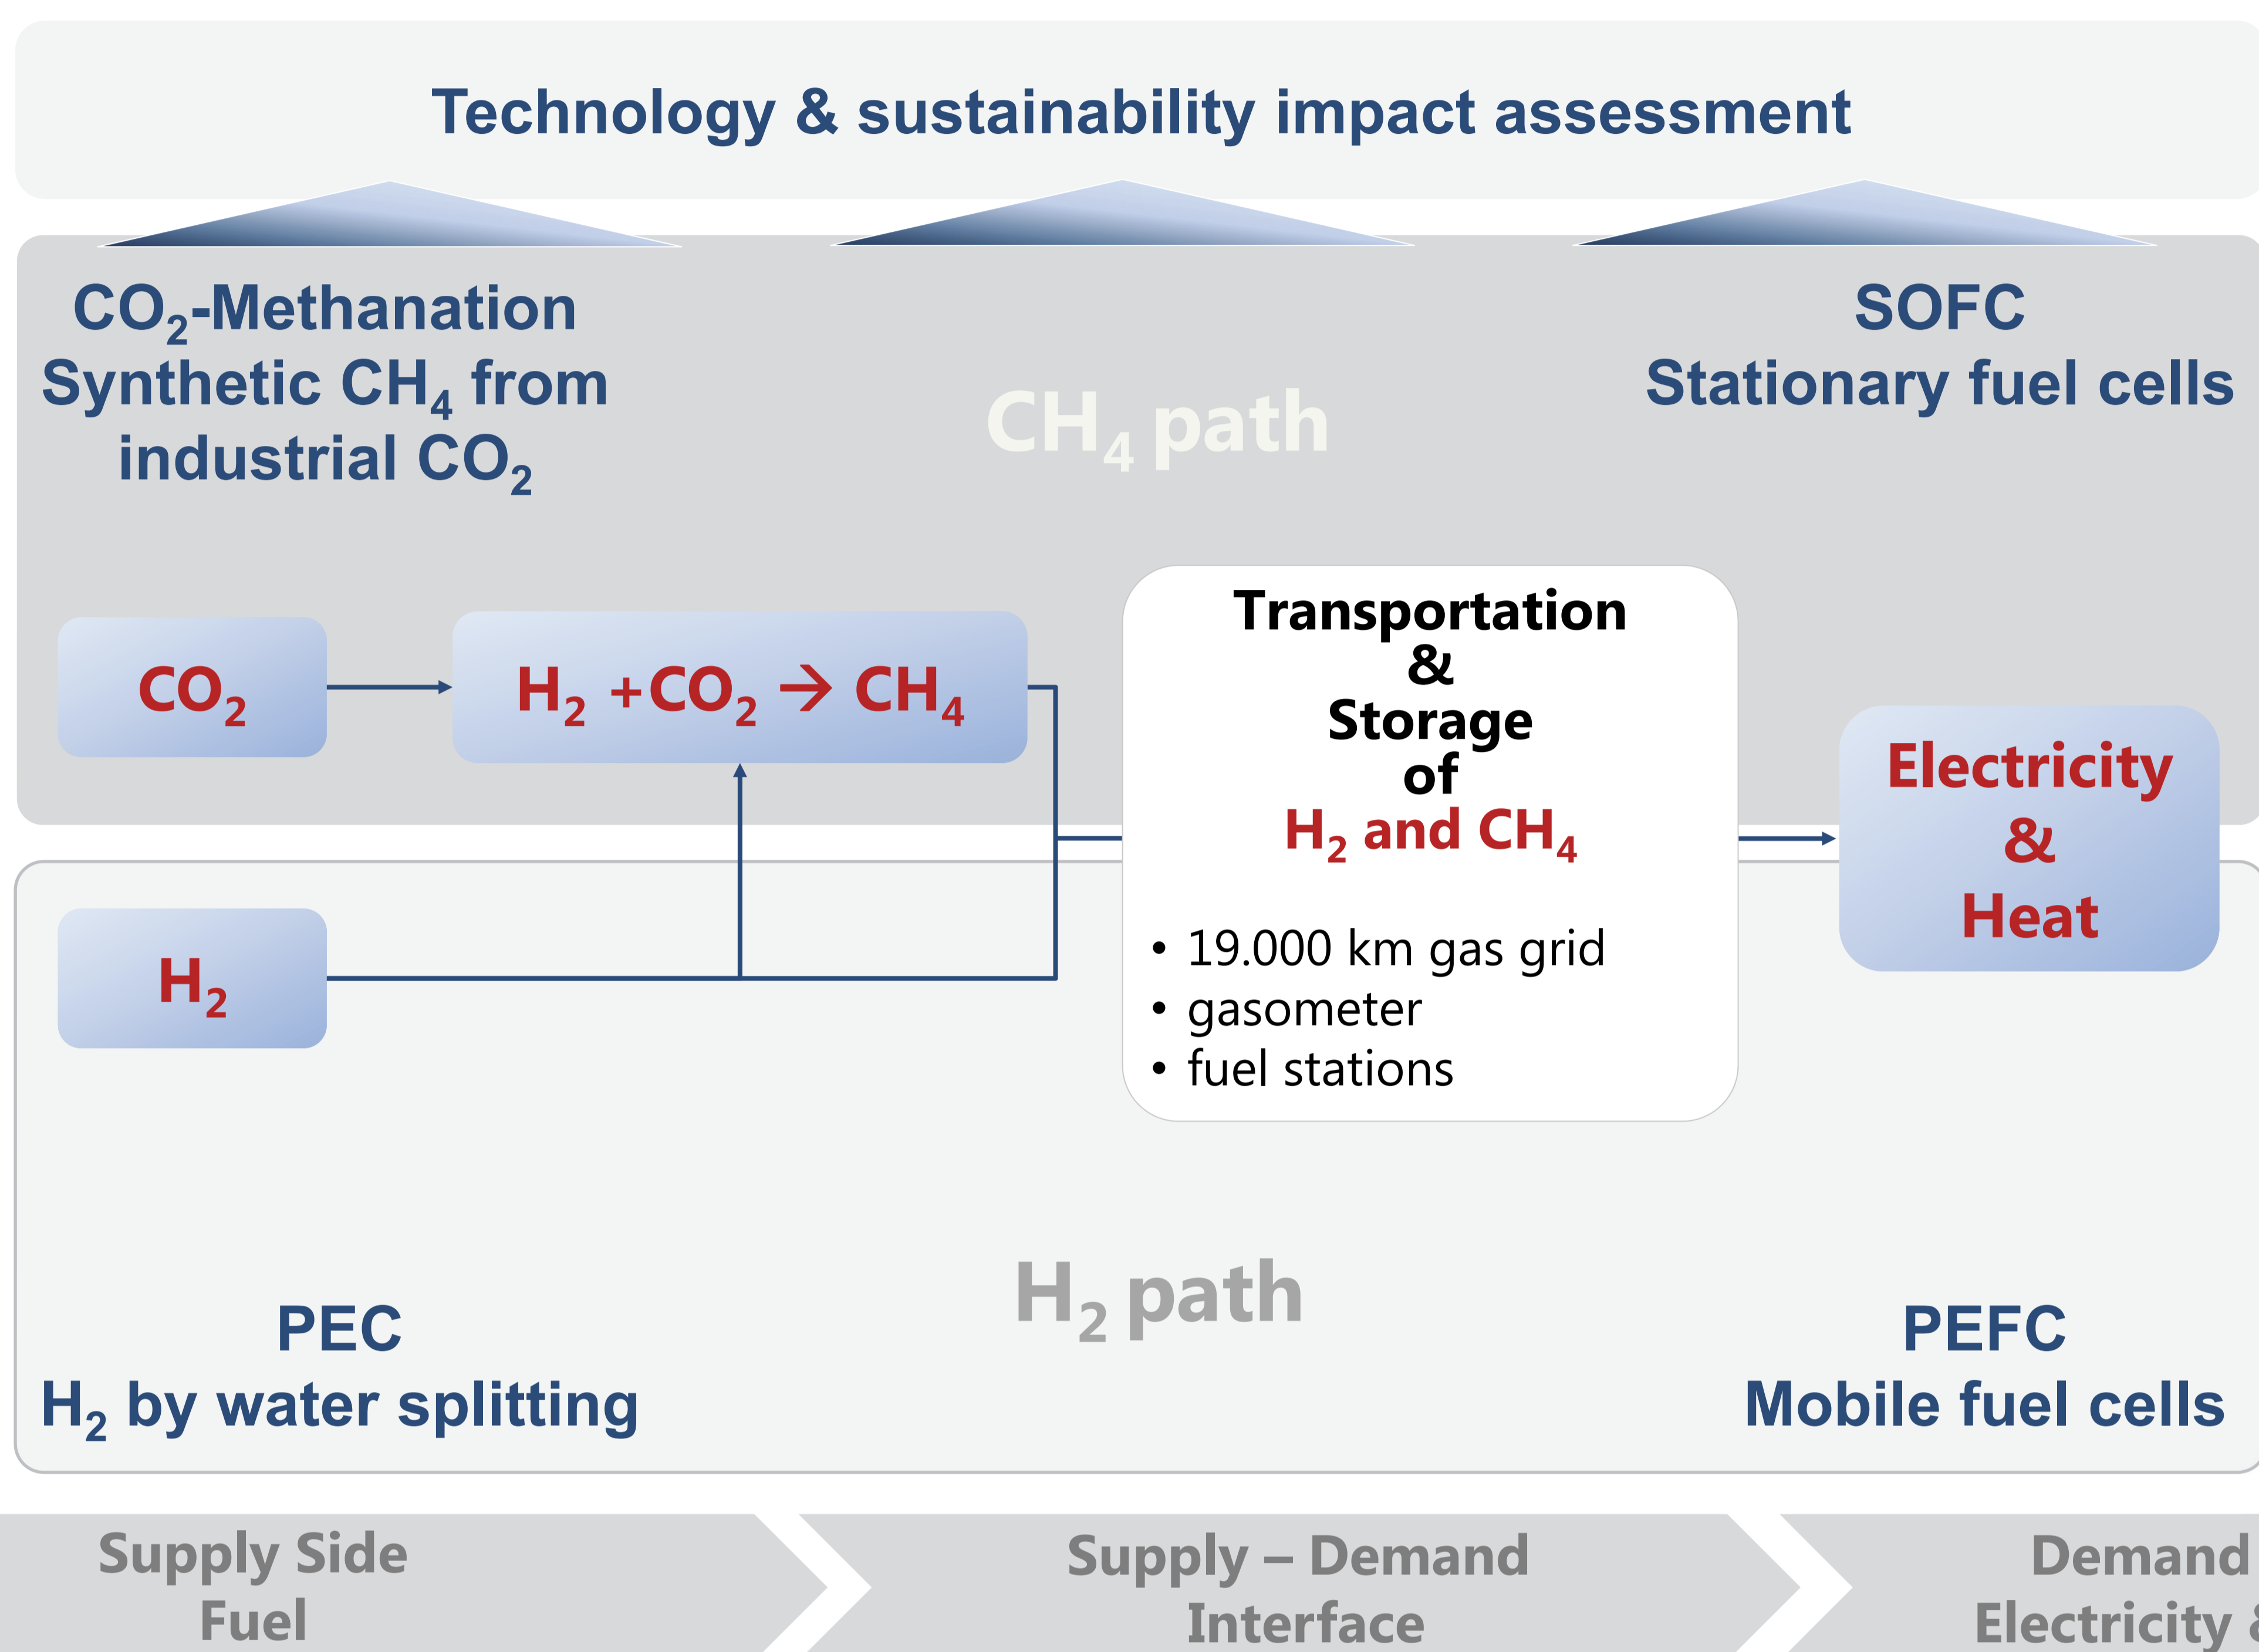 Technology & sustainability impact assessment
CO₂-Methanation
Synthetic CH₄ from
industrial CO₂
CH₄ path
SOFC
Stationary fuel cells
CO₂
H₂ + CO₂ → CH₄
Transportation
&
Storage
of
H₂ and CH₄
• 19.000 km gas grid
• gasometer
• fuel stations
Electricity
&
Heat
H₂
H₂ path
PEC
H₂ by water splitting
PEFC
Mobile fuel cells
Supply Side
Fuel
Supply – Demand
Interface
Demand
Electricity